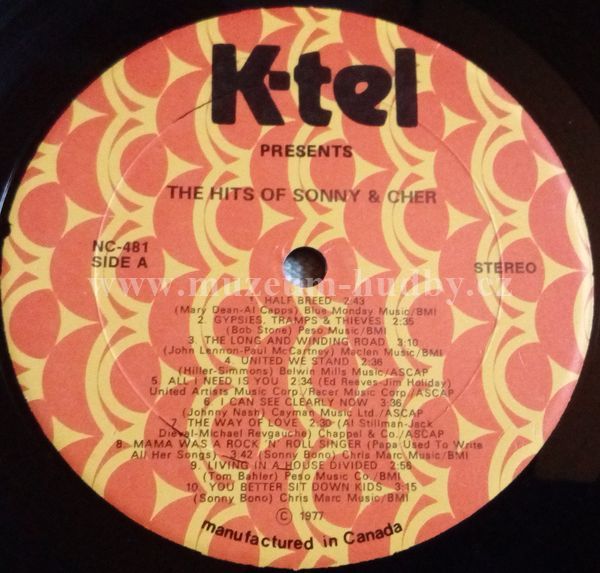 K-tel
PRESENTS
THE HITS OF SONNY & CHER
NC-481
SIDE A
STEREO
www.muzeum-hudby.cz
1. HALF BREED 2:43
(Mary Dean-Al Capps) Blue Monday Music/BMI
2. GYPSIES, TRAMPS & THIEVES 2:35
(Bob Stone) Peso Music/BMI
3. THE LONG AND WINDING ROAD 3:10
(John Lennon-Paul McCartney) Maclen Music/BMI
4. UNITED WE STAND 2:36
(Hiller-Simmons) Belwin Mills Music/ASCAP
5. ALL I NEED IS YOU 2:34 (Ed Reaves-Jim Holiday)
United Artists Music Corp./Racer Music Corp./ASCAP
6. I CAN SEE CLEARLY NOW 3:36
(Johnny Nash) Cayman Music Ltd./ASCAP
7. THE WAY OF LOVE 2:30 (Al Stillman-Jack
Dieval-Michael Revgauche) Chappel & Co./ASCAP
8. MAMA WAS A ROCK 'N' ROLL SINGER (Papa Used To Write
All Her Songs) 3:42 (Sonny Bono) Chris Marc Music/BMI
9. LIVING IN A HOUSE DIVIDED 2:56
(Tom Bahler) Peso Music Co./BMI
10. YOU BETTER SIT DOWN KIDS 3:15
(Sonny Bono) Chris Marc Music/BMI
© 1977
manufactured in Canada